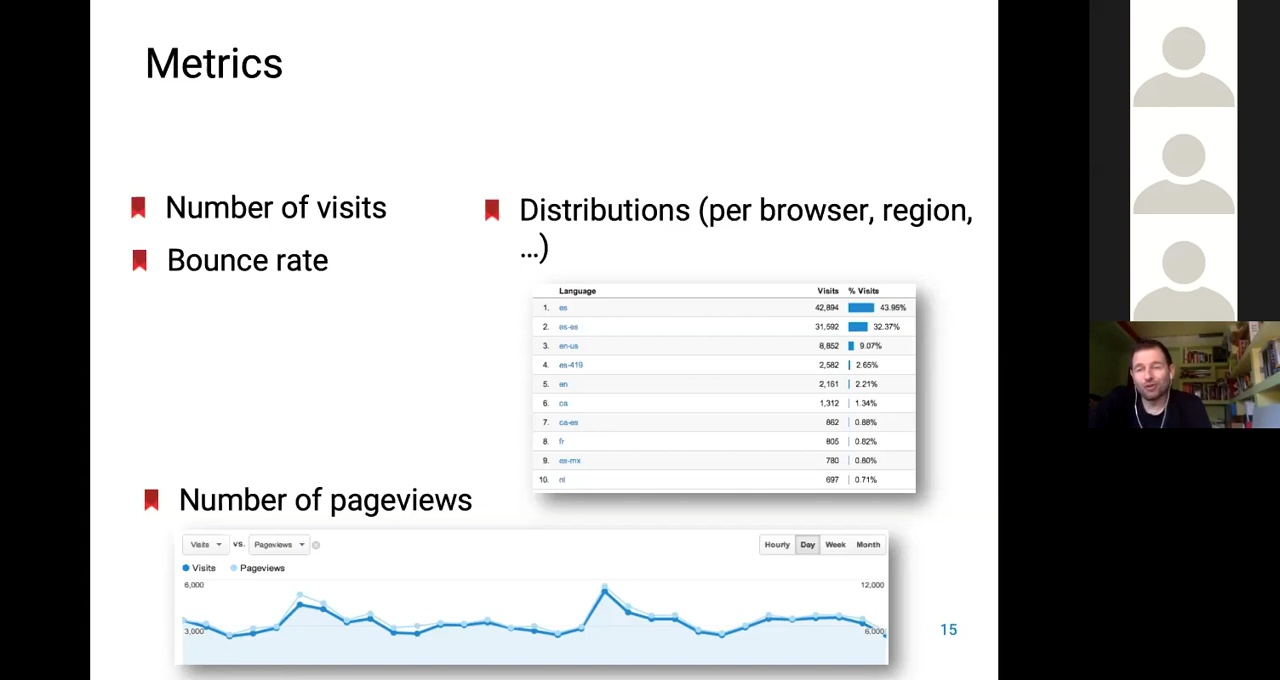 Metrics
Number of visits
Bounce rate
Distributions (per browser, region,
...)
Language Visits % Visits
1. es 42,894 43.95%
2. es-es 31,592 32.37%
3. en-us 8,852 9.07%
4. es-419 2,582 2.65%
5. en 2,161 2.21%
6. ca 1,312 1.34%
7. ca-es 862 0.88%
8. fr 805 0.82%
9. es-mx 780 0.80%
10. nl 697 0.71%
Number of pageviews
Visits vs. Pageviews Hourly Day Week Month
Visits Pageviews
6,000 12,000
3,000 6,000
15